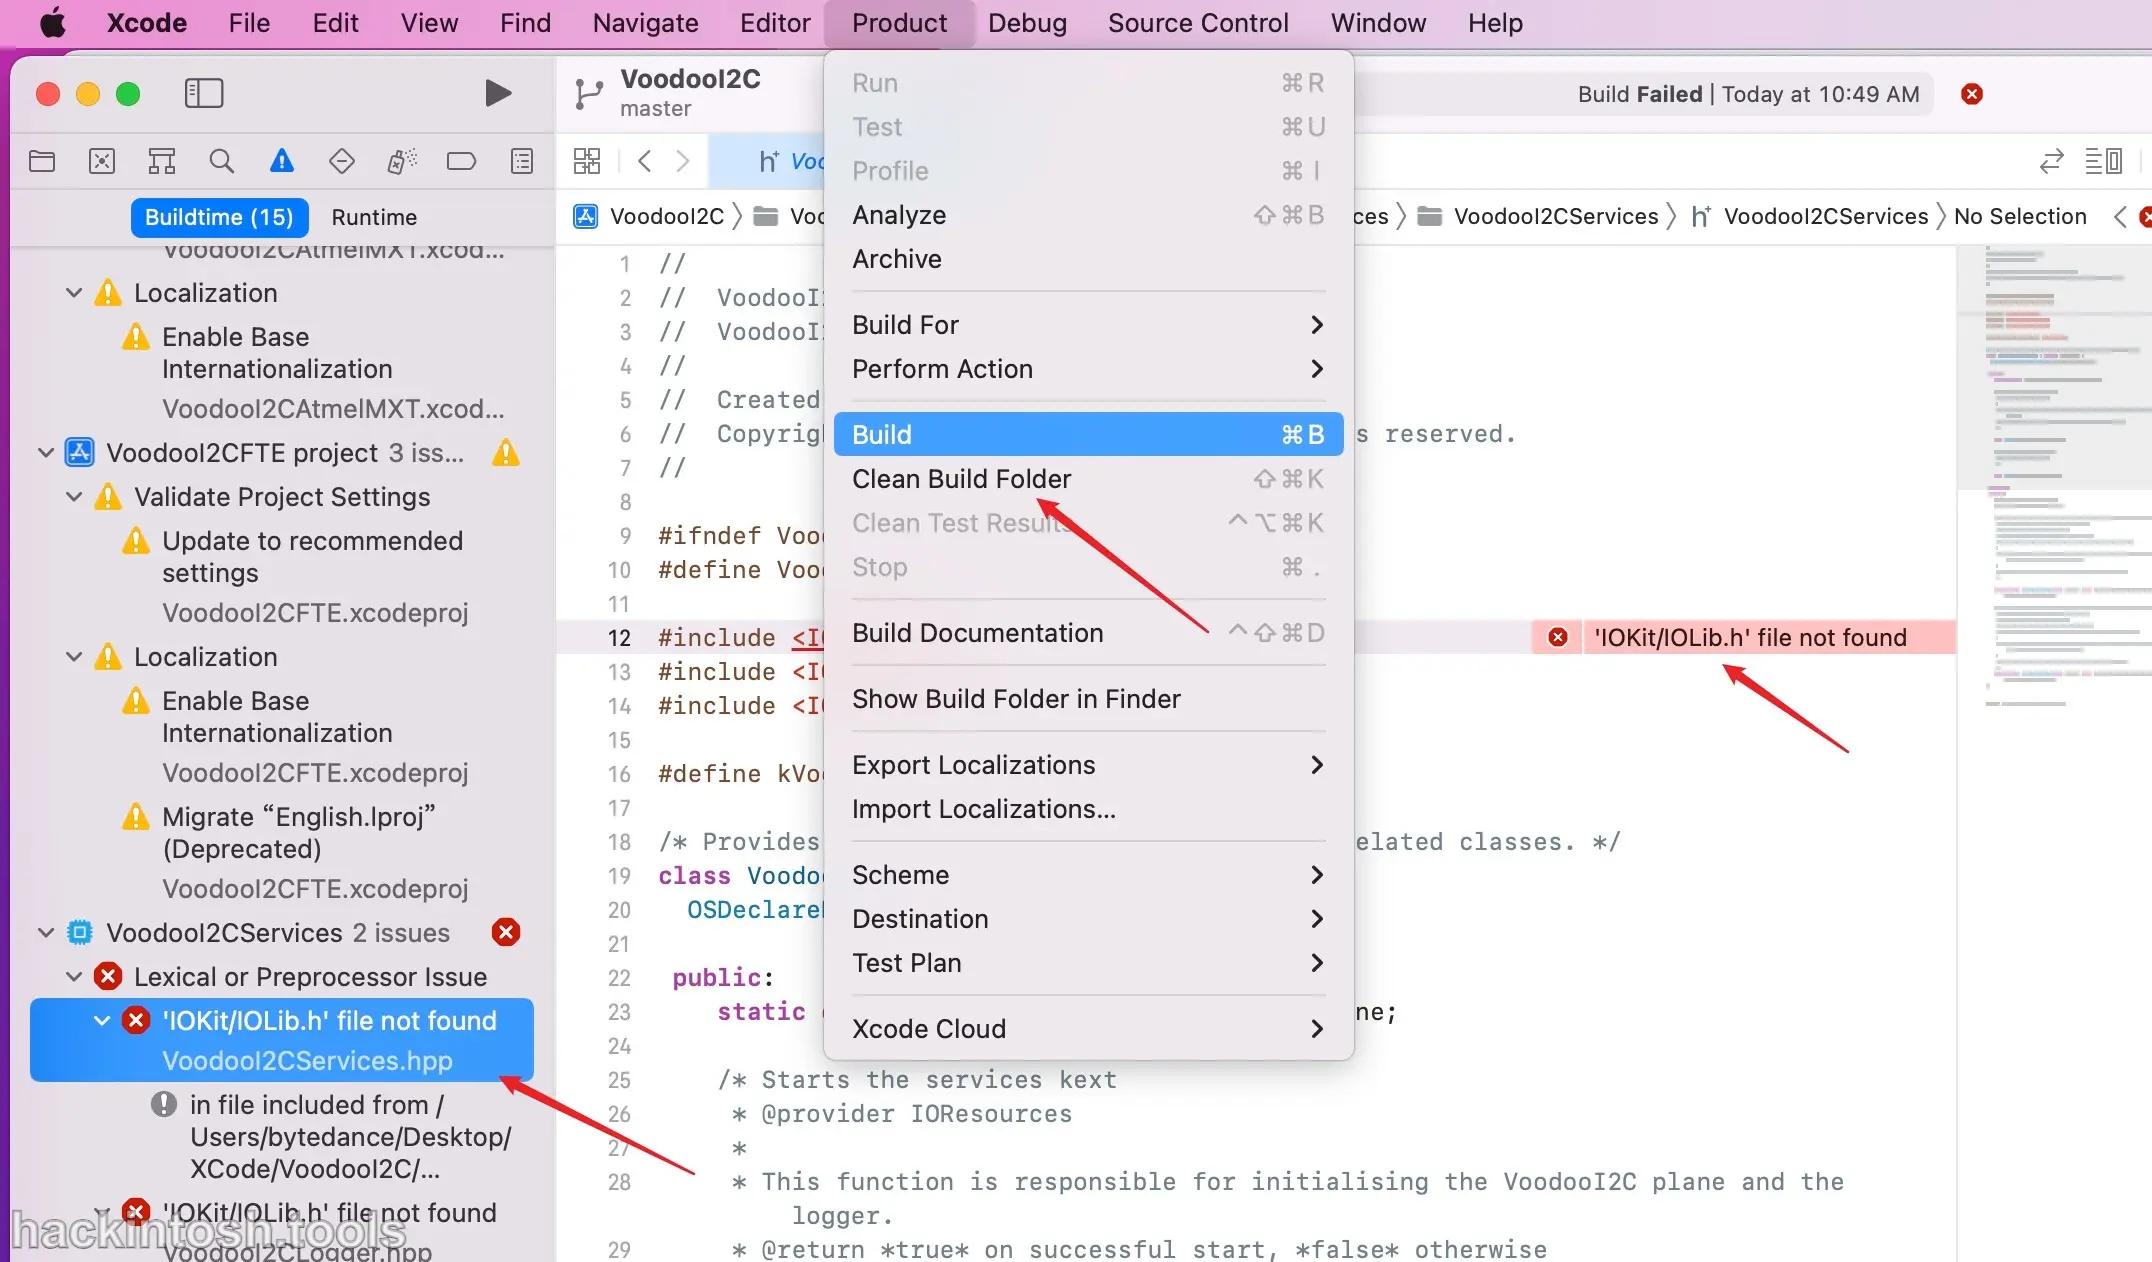 Xcode File Edit View Find Navigate Editor Product Debug Source Control Window Help
VoodooI2C
master
Build Failed | Today at 10:49 AM
Buildtime (15) Runtime
VoodooI2CAtmelMXT.xcod...
Localization
Enable Base
Internationalization
VoodooI2CAtmelMXT.xcod...
VoodooI2CFTE project 3 iss...
Validate Project Settings
Update to recommended
settings
VoodooI2CFTE.xcodeproj
Localization
Enable Base
Internationalization
VoodooI2CFTE.xcodeproj
Migrate “English.lproj”
(Deprecated)
VoodooI2CFTE.xcodeproj
VoodooI2CServices 2 issues
Lexical or Preprocessor Issue
'IOKit/IOLib.h' file not found
VoodooI2CServices.hpp
in file included from /
Users/bytedance/Desktop/
XCode/VoodooI2C/...
'IOKit/IOLib.h' file not found
VoodooI2CLogger.hpp
hackintosh.tools
Run ⌘R
Test ⌘U
Profile ⌘I
Analyze ⇧⌘B
Archive
Build For
Perform Action
Build ⌘B
Clean Build Folder ⇧⌘K
Clean Test Results ^⌥⌘K
Stop ⌘.
Build Documentation ^⇧⌘D
Show Build Folder in Finder
Export Localizations
Import Localizations...
Scheme
Destination
Test Plan
Xcode Cloud
VoodooI2C VoodooI2CServices VoodooI2CServices No Selection
1 //
2 // VoodooI
3 // VoodooI
4 //
5 // Created
6 // Copyrig s reserved.
7 //
8
9 #ifndef Voo
10 #define Voo
11
12 #include <I 'IOKit/IOLib.h' file not found
13 #include <I
14 #include <I
15
16 #define kVo
17
18 /* Provides elated classes. */
19 class Voodo
20 OSDeclare
21
22 public:
23 static ne;
24
25 /* Starts the services kext
26 * @provider IOResources
27 *
28 * This function is responsible for initialising the VoodooI2C plane and the
logger.
29 * @return *true* on successful start, *false* otherwise